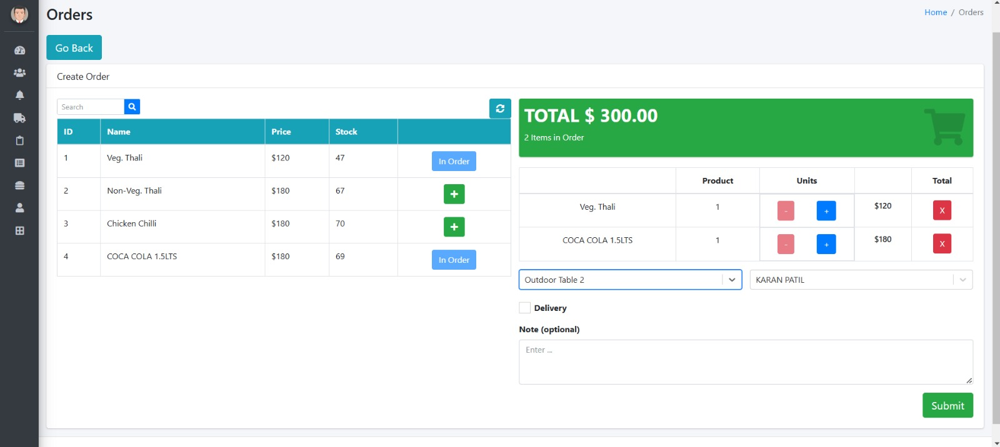 Orders
Home / Orders
Go Back
Create Order
Search
ID Name Price Stock
1 Veg. Thali $120 47 In Order
2 Non-Veg. Thali $180 67 +
3 Chicken Chilli $180 70 +
4 COCA COLA 1.5LTS $180 69 In Order
TOTAL $ 300.00
2 Items in Order
Product Units Total
Veg. Thali 1 - + $120 X
COCA COLA 1.5LTS 1 - + $180 X
Outdoor Table 2 KARAN PATIL
Delivery
Note (optional)
Enter ...
Submit